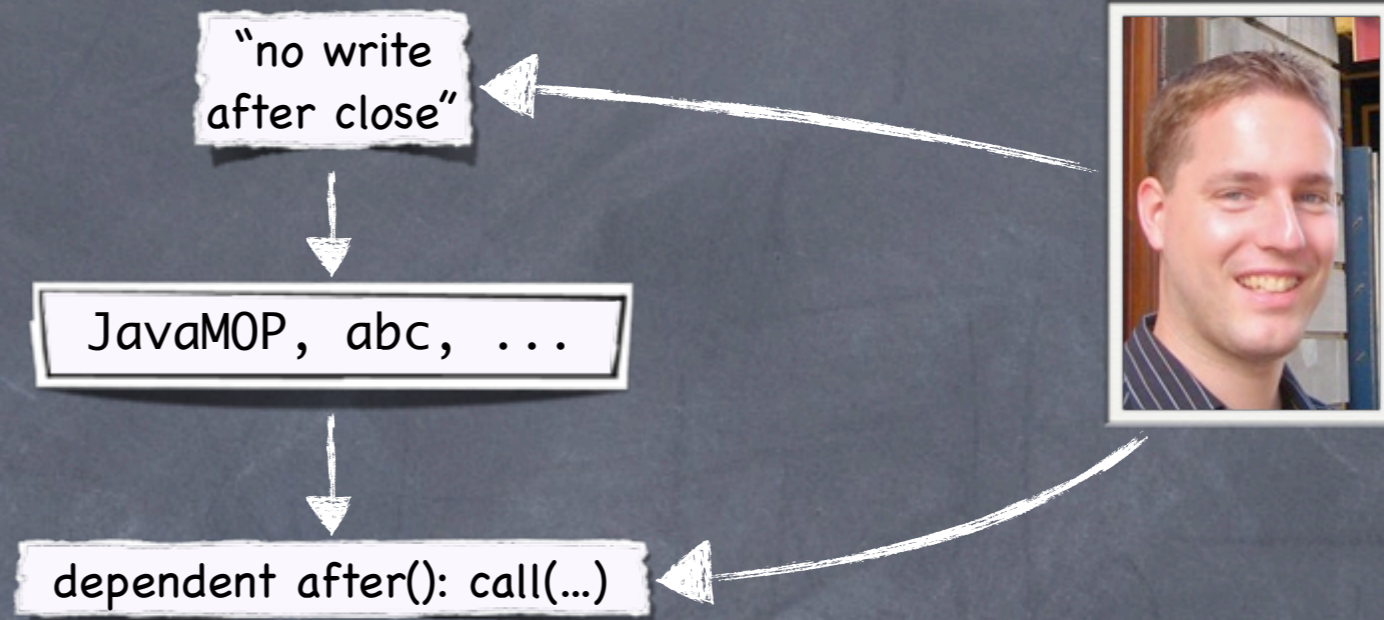 “no write
after close”
JavaMOP, abc, ...
dependent after(): call(...)